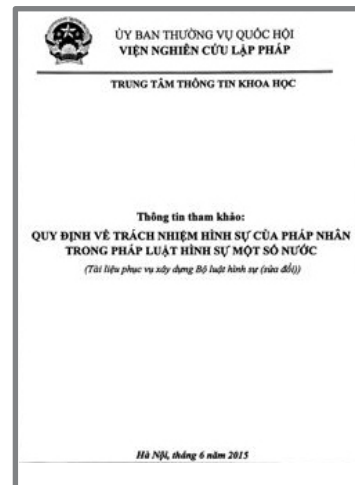 ỦY BAN THƯỜNG VỤ QUỐC HỘI
VIỆN NGHIÊN CỨU LẬP PHÁP
TRUNG TÂM THÔNG TIN KHOA HỌC
Thông tin tham khảo:
QUY ĐỊNH VỀ TRÁCH NHIỆM HÌNH SỰ CỦA PHÁP NHÂN
TRONG PHÁP LUẬT HÌNH SỰ MỘT SỐ NƯỚC
(Tài liệu phục vụ xây dựng Bộ luật hình sự (sửa đổi))
Hà Nội, tháng 6 năm 2015